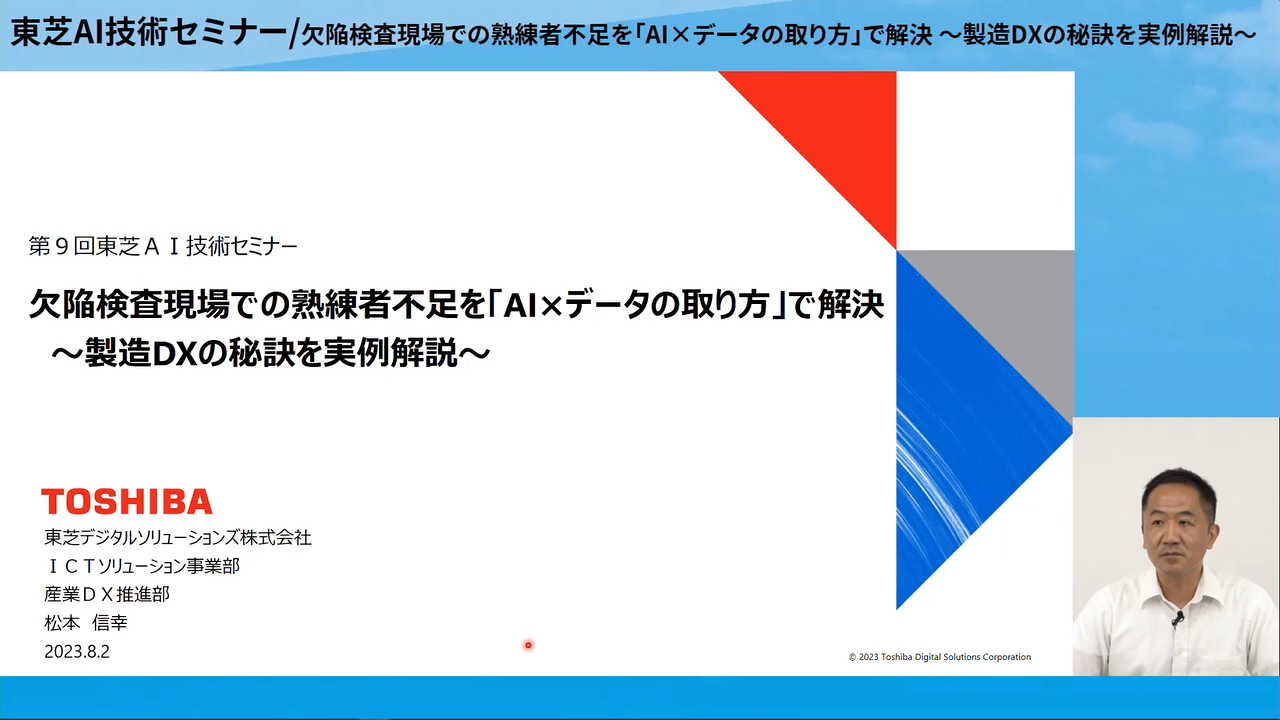 東芝AI技術セミナー/欠陥検査現場での熟練者不足を「AI×データの取り方」で解決 ～製造DXの秘訣を実例解説～
第９回東芝ＡＩ技術セミナー
欠陥検査現場での熟練者不足を「AI×データの取り方」で解決
～製造DXの秘訣を実例解説～
TOSHIBA
東芝デジタルソリューションズ株式会社
ＩＣＴソリューション事業部
産業ＤＸ推進部
松本　信幸
2023.8.2
© 2023 Toshiba Digital Solutions Corporation